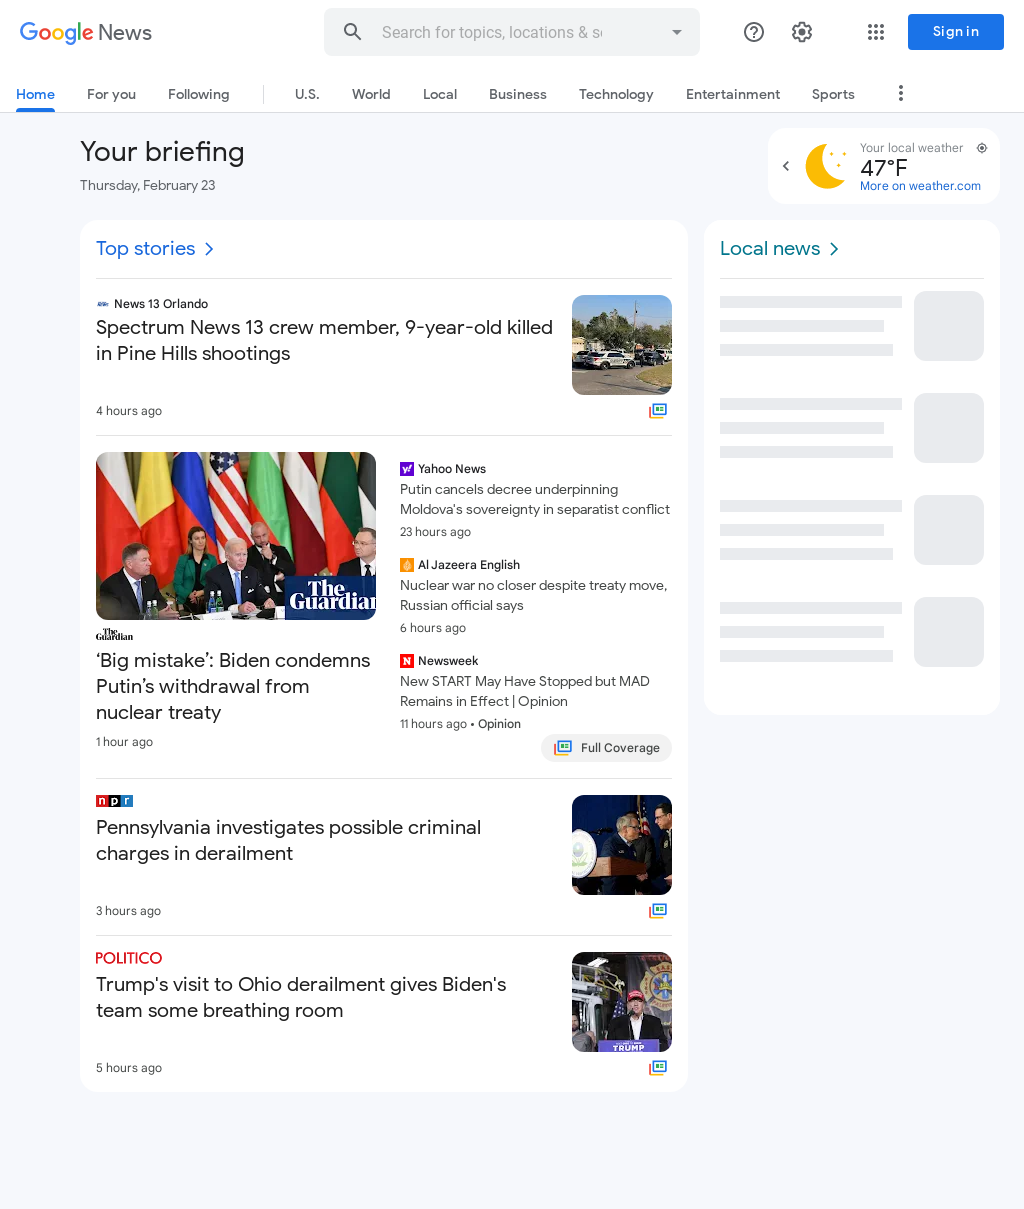 Google News
Search for topics, locations & so
Sign in
Home
For you
Following
U.S.
World
Local
Business
Technology
Entertainment
Sports
Your briefing
Thursday, February 23
Your local weather
47°F
More on weather.com
Top stories
News 13 Orlando
Spectrum News 13 crew member, 9-year-old killed
in Pine Hills shootings
4 hours ago
The
Guardian
The
Guardian
‘Big mistake’: Biden condemns
Putin’s withdrawal from
nuclear treaty
1 hour ago
Yahoo News
Putin cancels decree underpinning
Moldova's sovereignty in separatist conflict
23 hours ago
Al Jazeera English
Nuclear war no closer despite treaty move,
Russian official says
6 hours ago
Newsweek
New START May Have Stopped but MAD
Remains in Effect | Opinion
11 hours ago • Opinion
Full Coverage
npr
Pennsylvania investigates possible criminal
charges in derailment
3 hours ago
POLITICO
Trump's visit to Ohio derailment gives Biden's
team some breathing room
TRUMP
5 hours ago
Local news